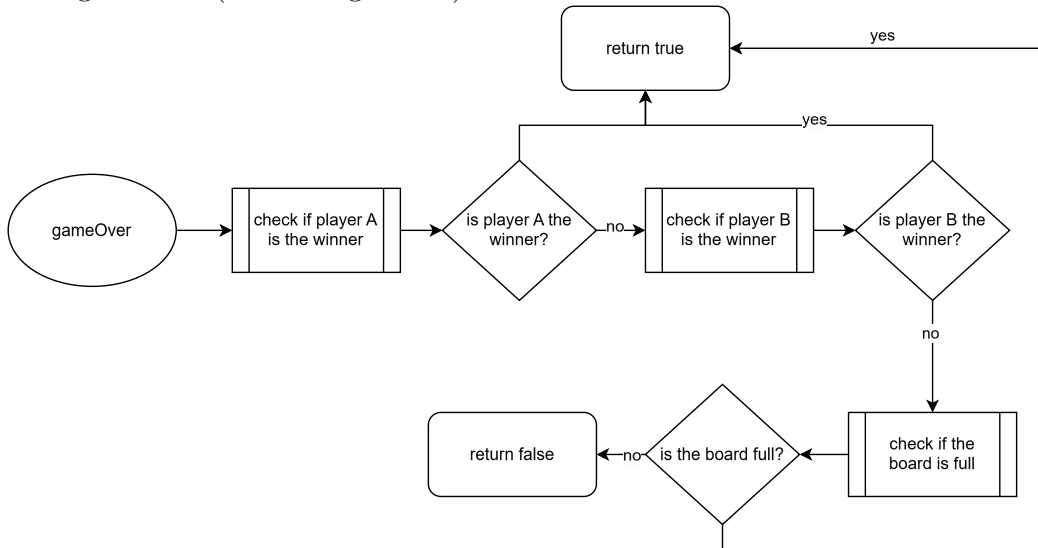 return true
yes
yes
gameOver
check if player A
is the winner
is player A the
winner?
no
check if player B
is the winner
is player B the
winner?
no
return false
no
is the board full?
check if the
board is full